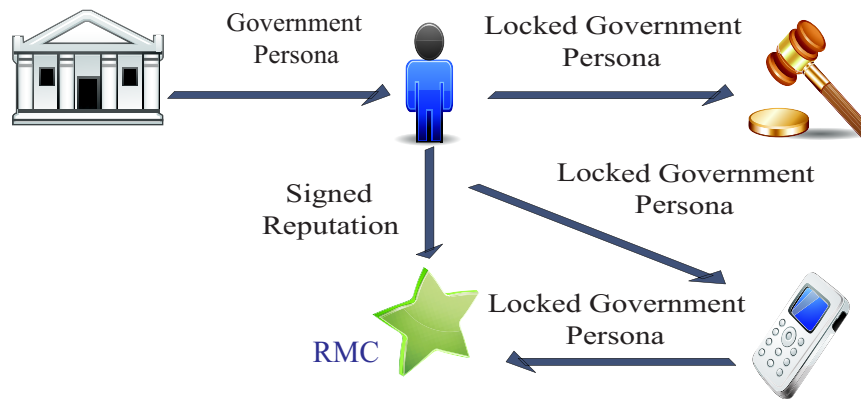 Government
Persona
Locked Government
Persona
Signed
Reputation
Locked Government
Persona
Locked Government
Persona
RMC